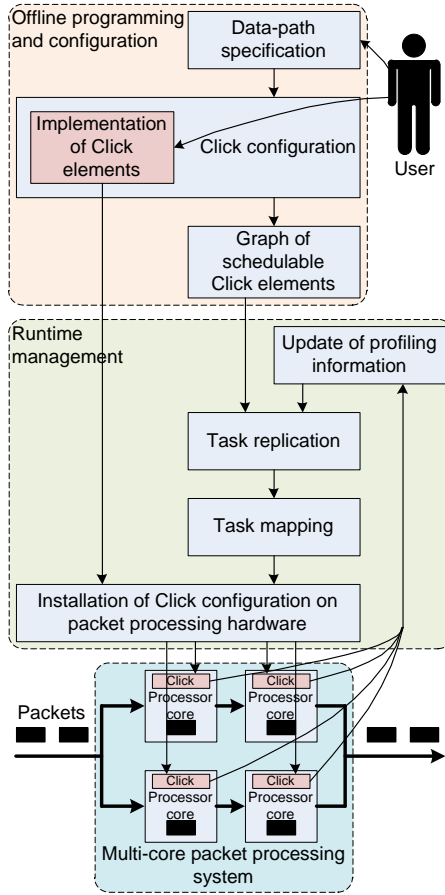 Offline programming
and configuration
Data-path
specification
Implementation
of Click
elements
Click configuration
User
Graph of
schedulable
Click elements
Runtime
management
Update of profiling
information
Task replication
Task mapping
Installation of Click configuration on
packet processing hardware
Packets
Click
Processor
core
Click
Processor
core
Click
Processor
core
Click
Processor
core
Multi-core packet processing
system